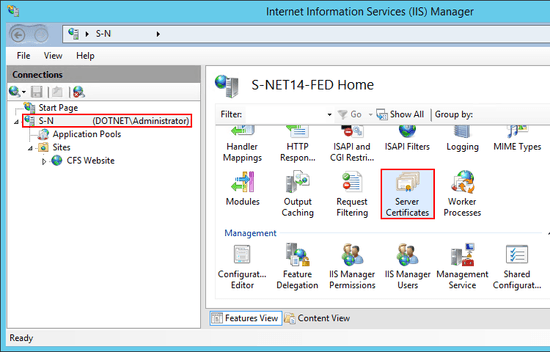 Internet Information Services (IIS) Manager
S-N
File View Help
Connections
Start Page
S-N (DOTNET\Administrator)
Application Pools
Sites
CFS Website
S-NET14-FED Home
Filter: Go Show All Group by:
Handler Mappings
HTTP Respon...
ISAPI and CGI Restri...
ISAPI Filters
Logging
MIME Types
Modules
Output Caching
Request Filtering
Server Certificates
Worker Processes
Management
Configurat... Editor
Feature Delegation
IIS Manager Permissions
IIS Manager Users
Management Service
Shared Configurat...
Features View Content View
Ready